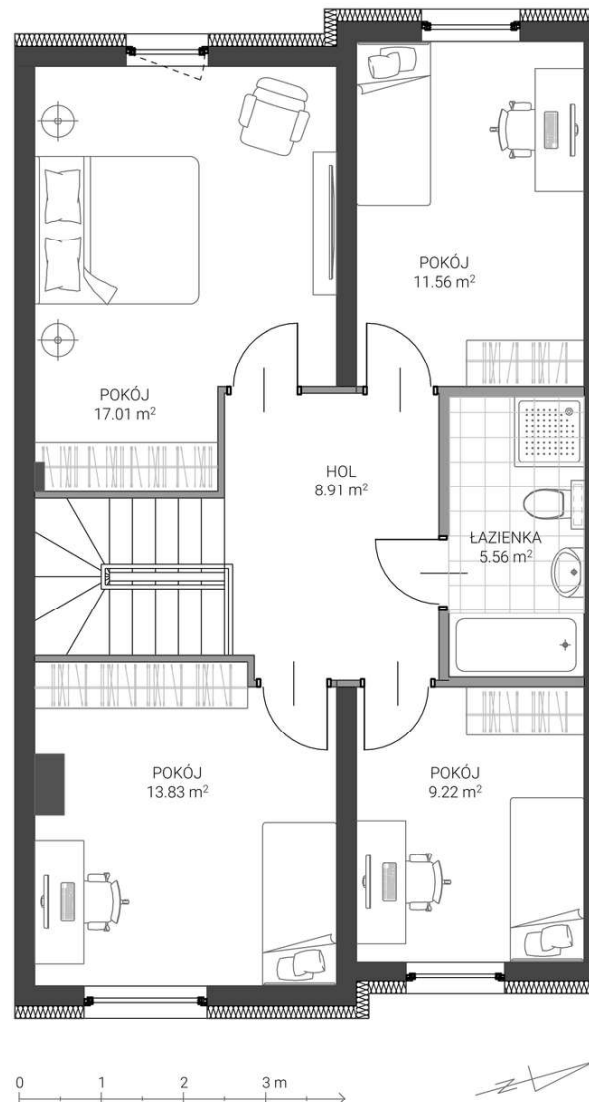 POKÓJ
11.56 m²
POKÓJ
17.01 m²
HOL
8.91 m²
ŁAZIENKA
5.56 m²
POKÓJ
13.83 m²
POKÓJ
9.22 m²
0 1 2 3 m
N